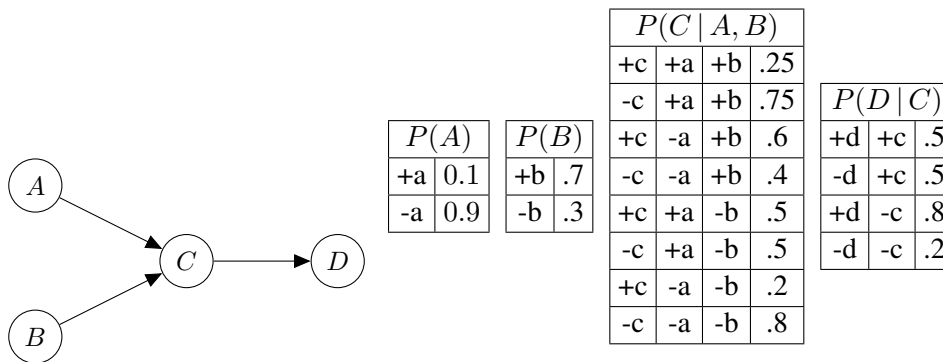 A
B
C
D
P(A)
+a 0.1
-a 0.9
P(B)
+b .7
-b .3
P(C | A, B)
+c +a +b .25
-c +a +b .75
+c -a +b .6
-c -a +b .4
+c +a -b .5
-c +a -b .5
+c -a -b .2
-c -a -b .8
P(D | C)
+d +c .5
-d +c .5
+d -c .8
-d -c .2